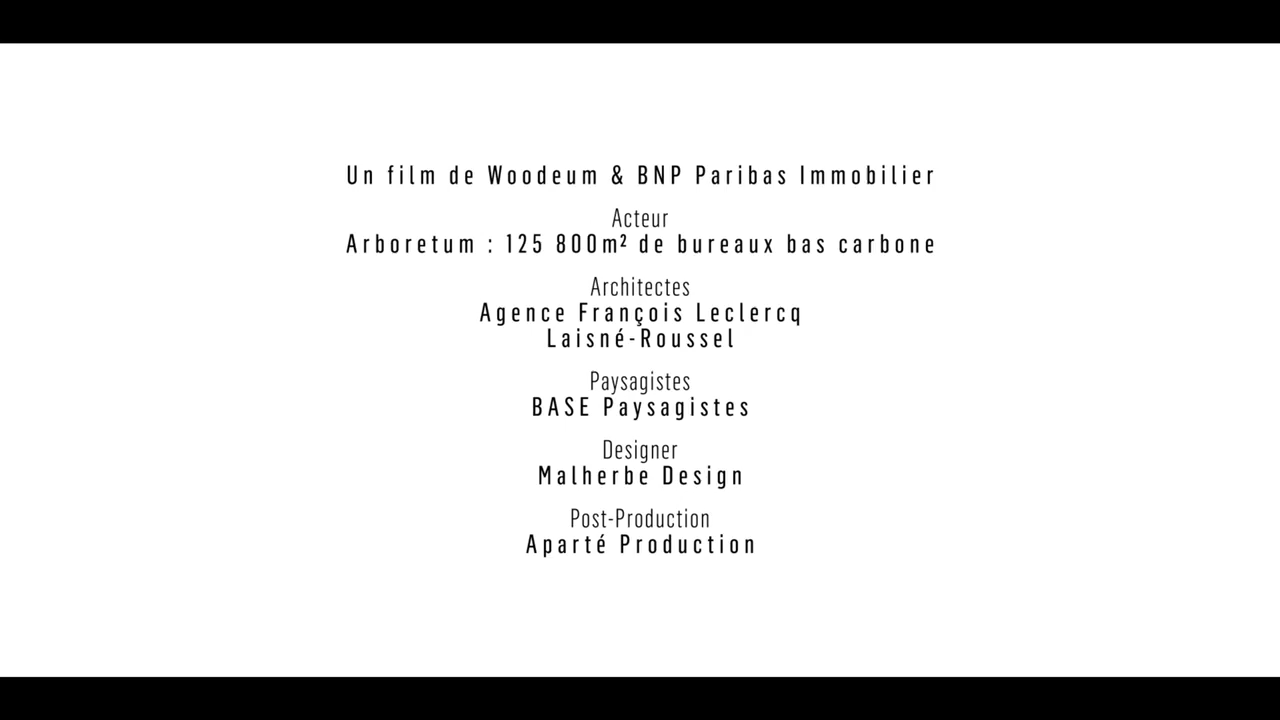 Un film de Woodeum & BNP Paribas Immobilier
Acteur
Arboretum : 125 800m² de bureaux bas carbone
Architectes
Agence François Leclercq
Laisné-Roussel
Paysagistes
BASE Paysagistes
Designer
Malherbe Design
Post-Production
Aparté Production